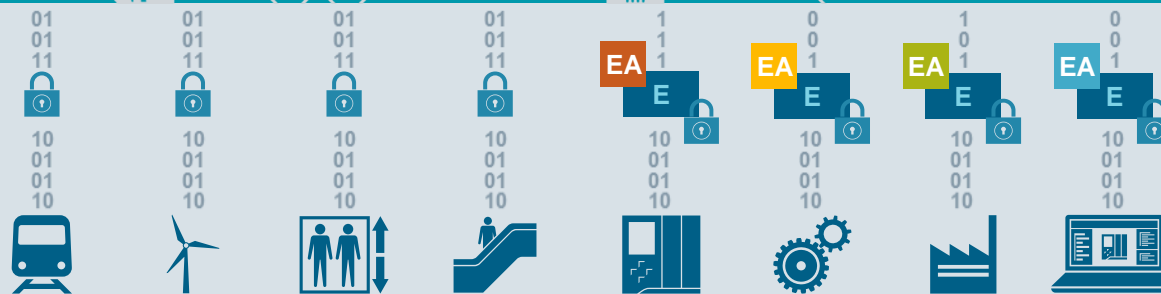 01 01 01 01 1 0 1 0
01 01 01 01 1 0 0 0
11 11 11 11 1 1 1 1
EA EA EA EA
E E E E
10 10 10 10 10 10 10 10
01 01 01 01 01 01 01 01
01 01 01 01 01 01 01 01
10 10 10 10 10 10 10 10